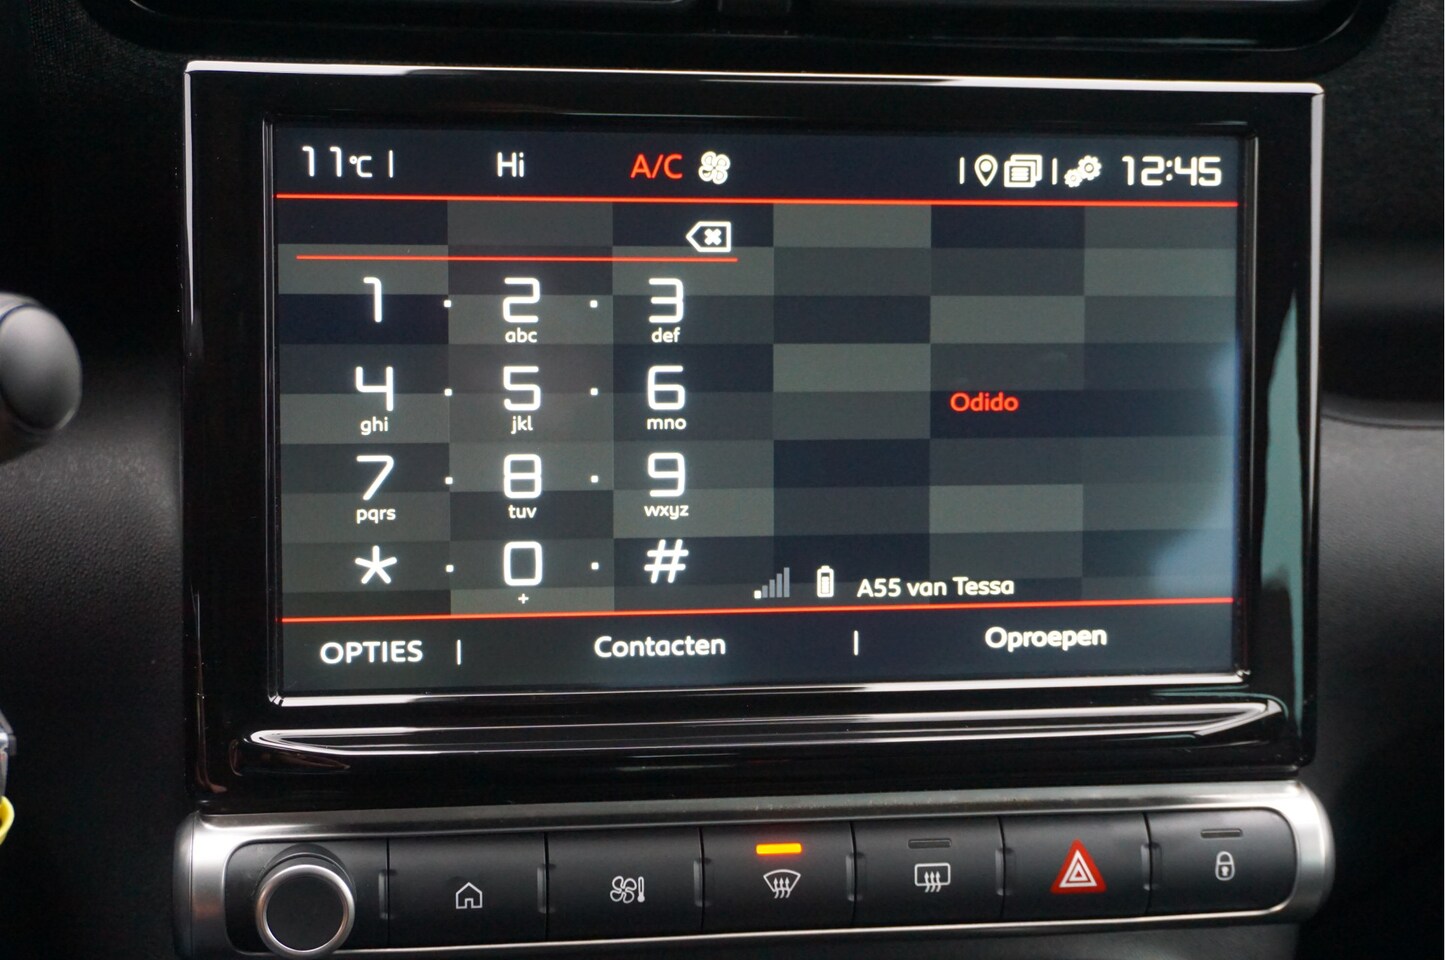 11°C | Hi A/C | | 12:45
1 · 2 · 3
abc def
4 · 5 · 6
ghi jkl mno
Odido
7 · 8 · 9
pqrs tuv wxyz
* · 0 · #
+
A55 van Tessa
OPTIES | Contacten | Oproepen